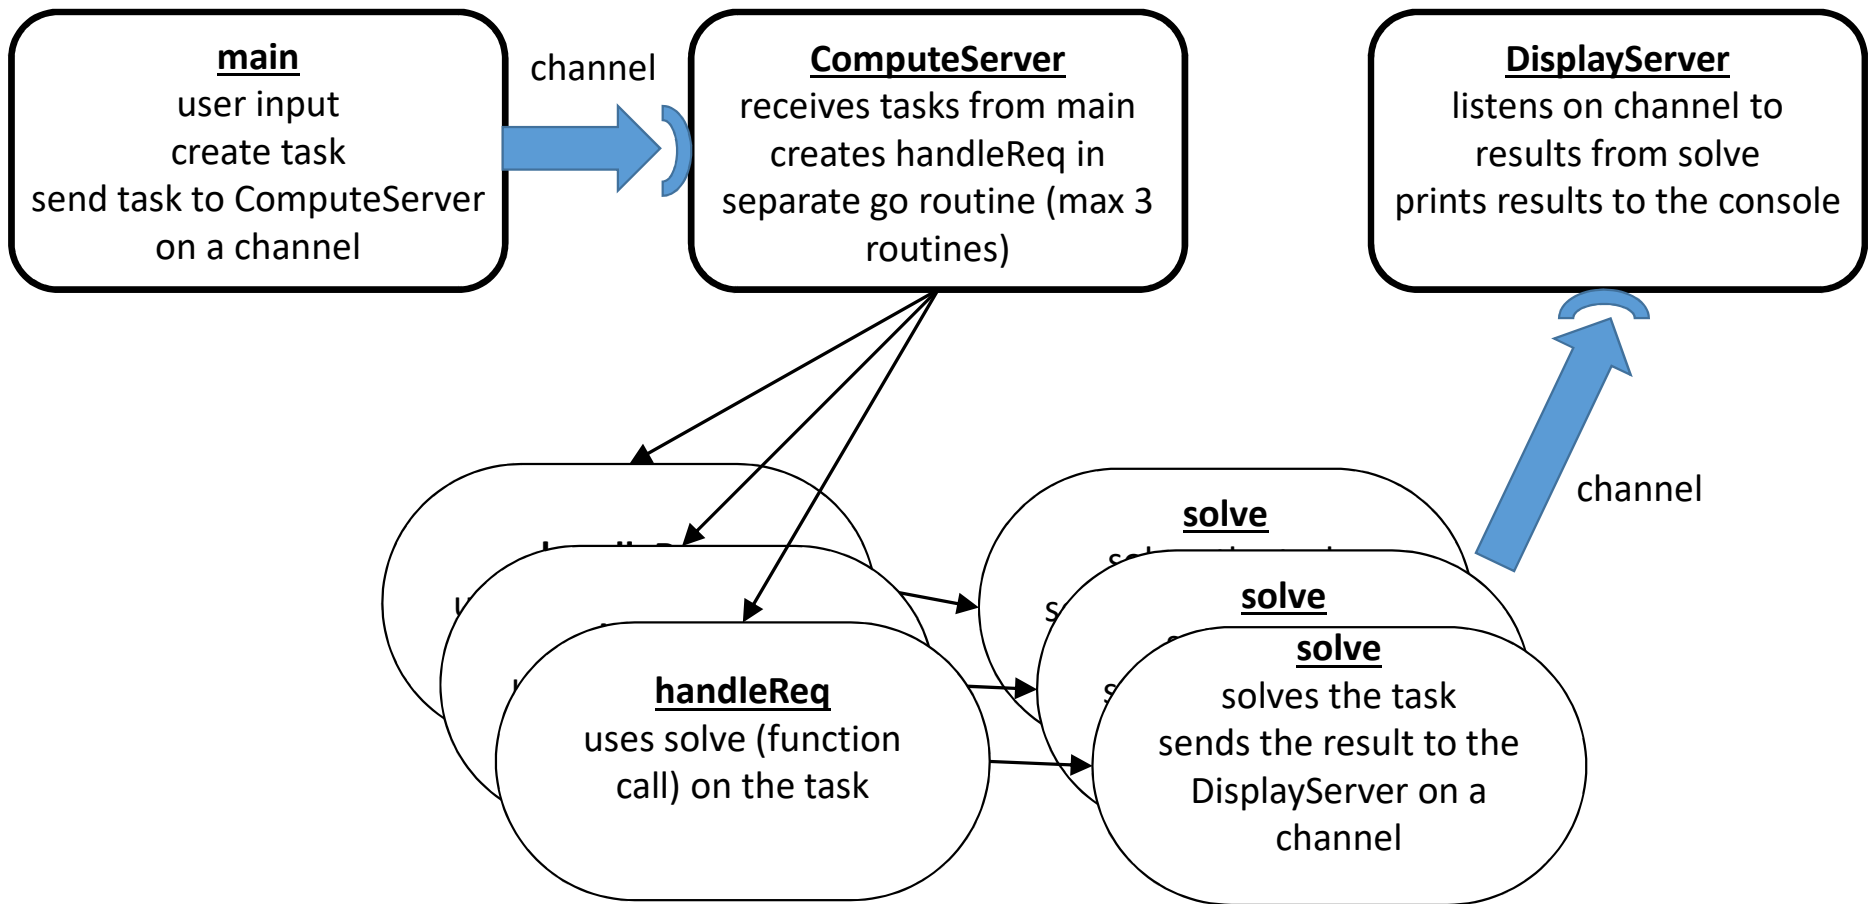 main
user input
create task
send task to ComputeServer
on a channel
channel
ComputeServer
receives tasks from main
creates handleReq in
separate go routine (max 3
routines)
DisplayServer
listens on channel to
results from solve
prints results to the console
channel
solve
solve
handleReq
uses solve (function
call) on the task
solve
solves the task
sends the result to the
DisplayServer on a
channel